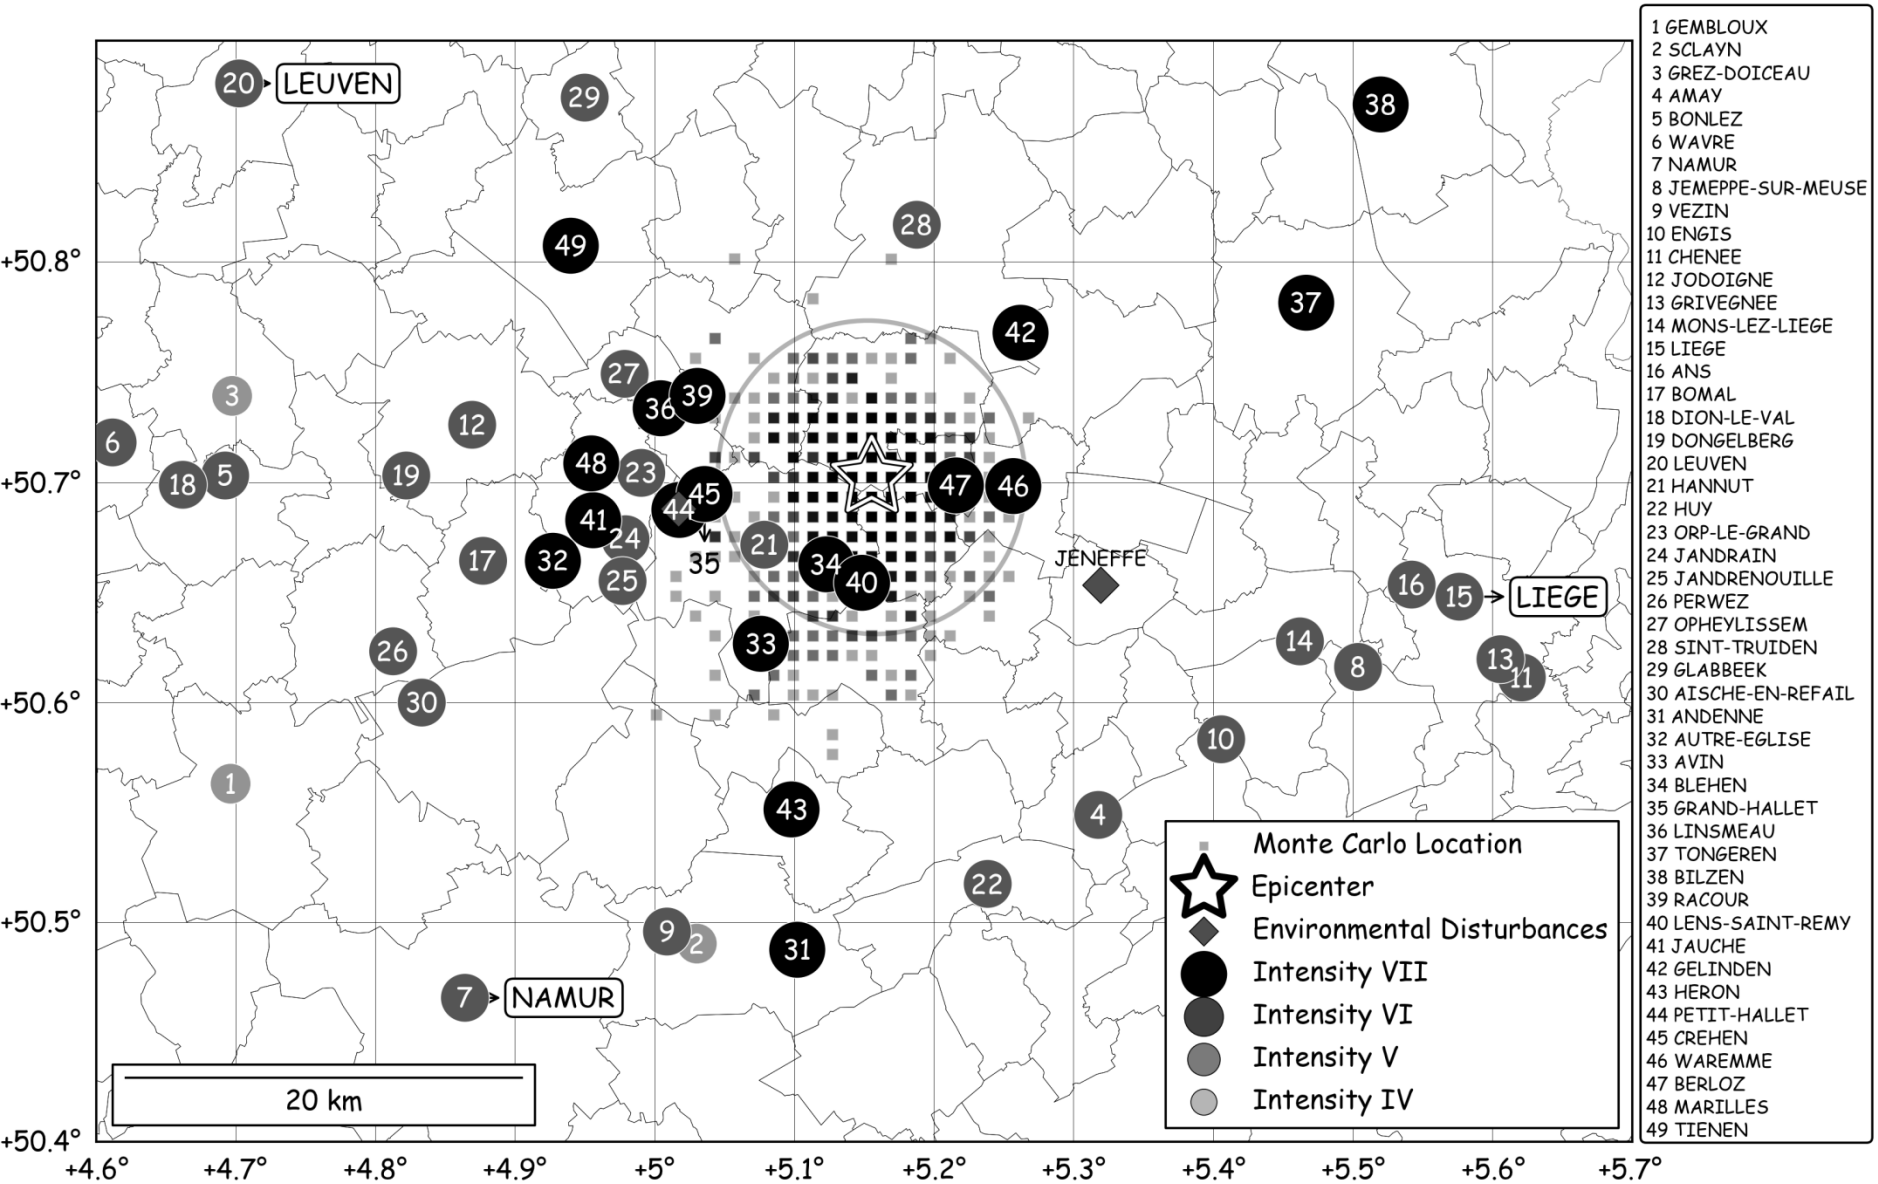 20 LEUVEN
29
38
28
49
+50.8°
37
42
27
3
39
36
12
6
48
23
19
5
18
+50.7°
45
47
46
44
41
24
21
17
32
35
34
40
25
JENEFFE
16
15 LIEGE
33
14
26
13
8
11
30
+50.6°
10
1
43
4
22
+50.5°
9
2
31
7 NAMUR
20 km
+50.4°
+4.6° +4.7° +4.8° +4.9° +5° +5.1° +5.2° +5.3° +5.4° +5.5° +5.6° +5.7°
Monte Carlo Location
Epicenter
Environmental Disturbances
Intensity VII
Intensity VI
Intensity V
Intensity IV
1 GEMBLOUX
2 SCLAYN
3 GREZ-DOICEAU
4 AMAY
5 BONLEZ
6 WAVRE
7 NAMUR
8 JEMEPPE-SUR-MEUSE
9 VEZIN
10 ENGIS
11 CHENEE
12 JODOIGNE
13 GRIVEGNEE
14 MONS-LEZ-LIEGE
15 LIEGE
16 ANS
17 BOMAL
18 DION-LE-VAL
19 DONGELBERG
20 LEUVEN
21 HANNUT
22 HUY
23 ORP-LE-GRAND
24 JANDRAIN
25 JANDRENOUILLE
26 PERWEZ
27 OPHEYLISSEM
28 SINT-TRUIDEN
29 GLABBEEK
30 AISCHE-EN-REFAIL
31 ANDENNE
32 AUTRE-EGLISE
33 AVIN
34 BLEHEN
35 GRAND-HALLET
36 LINSMEAU
37 TONGEREN
38 BILZEN
39 RACOUR
40 LENS-SAINT-REMY
41 JAUCHE
42 GELINDEN
43 HERON
44 PETIT-HALLET
45 CREHEN
46 WAREMME
47 BERLOZ
48 MARILLES
49 TIENEN